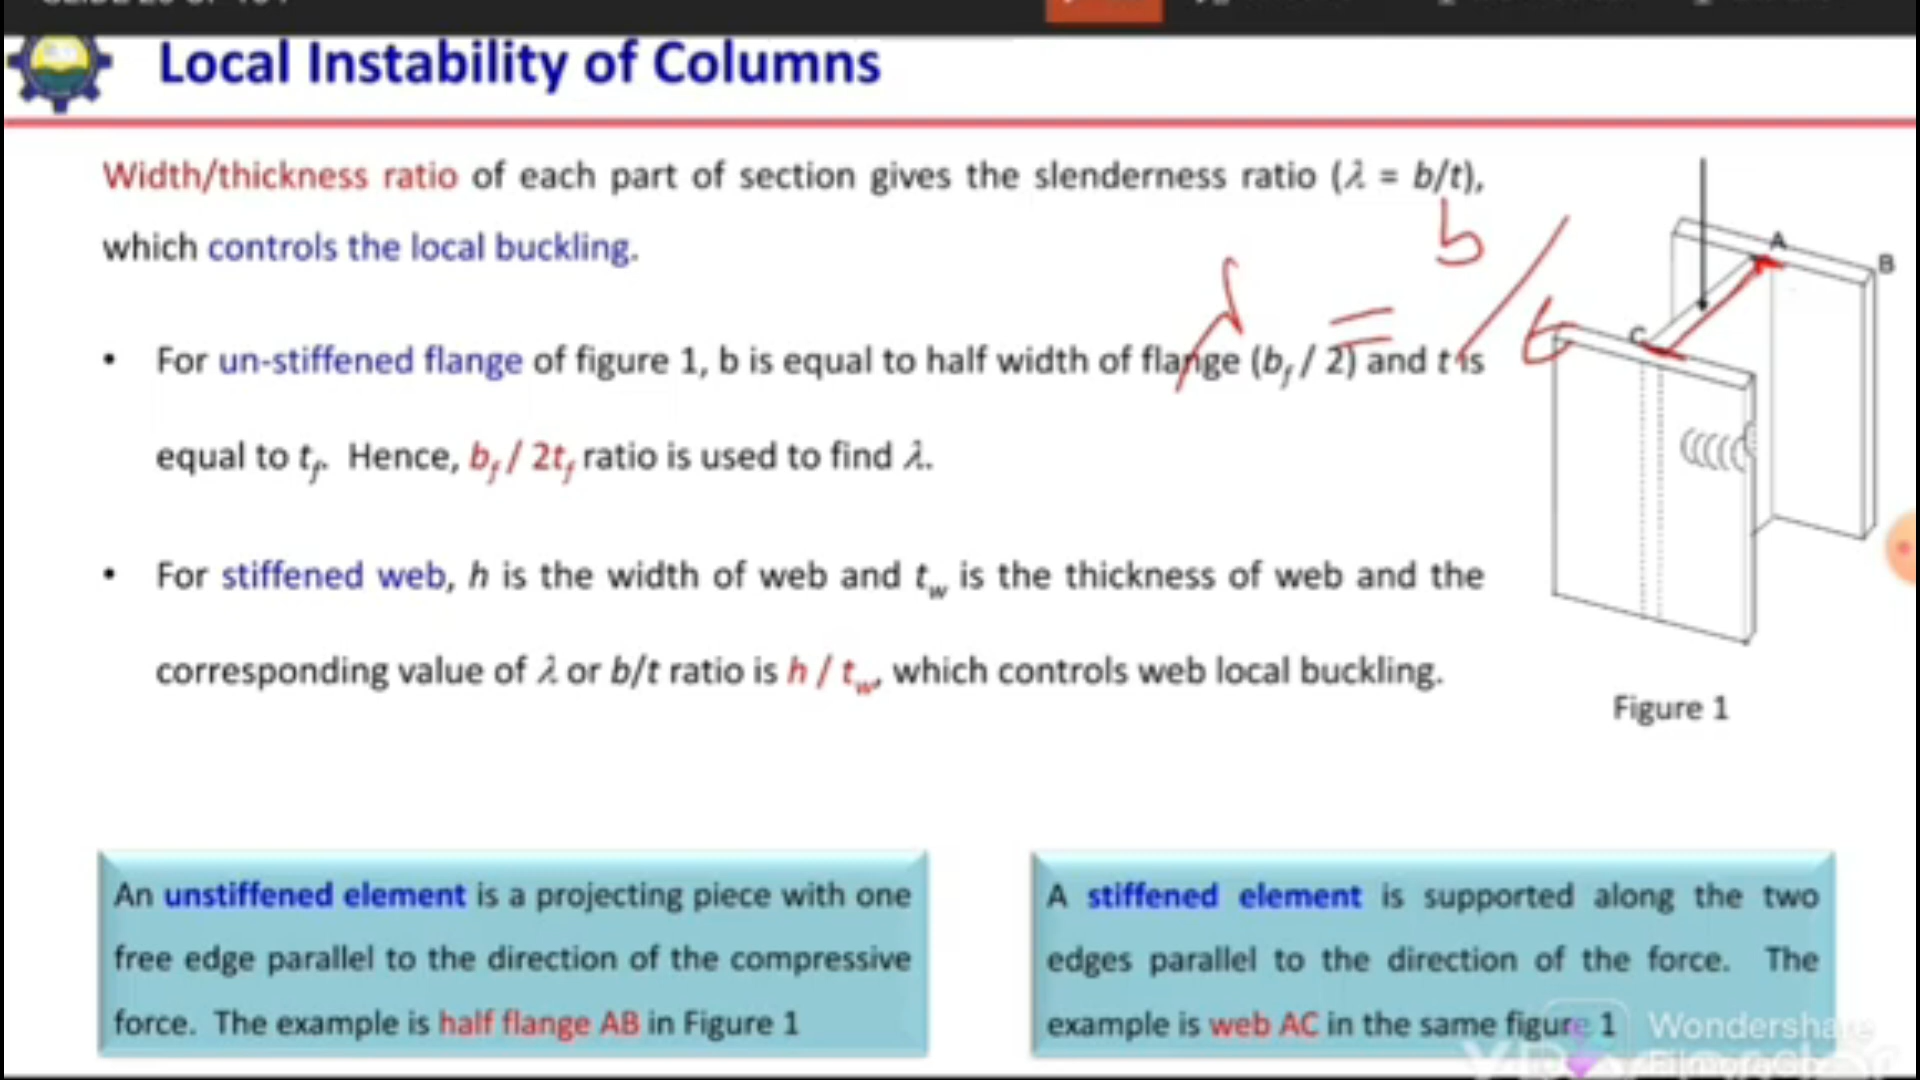 Local Instability of Columns
Width/thickness ratio of each part of section gives the slenderness ratio (λ = b/t),
which controls the local buckling.
λ = b/t
A
B
C
• For un-stiffened flange of figure 1, b is equal to half width of flange (b_f / 2) and t is
equal to t_f. Hence, b_f / 2t_f ratio is used to find λ.
• For stiffened web, h is the width of web and t_w is the thickness of web and the
corresponding value of λ or b/t ratio is h / t_w, which controls web local buckling.
Figure 1
An unstiffened element is a projecting piece with one
free edge parallel to the direction of the compressive
force. The example is half flange AB in Figure 1
A stiffened element is supported along the two
edges parallel to the direction of the force. The
example is web AC in the same figure 1
Wondershare